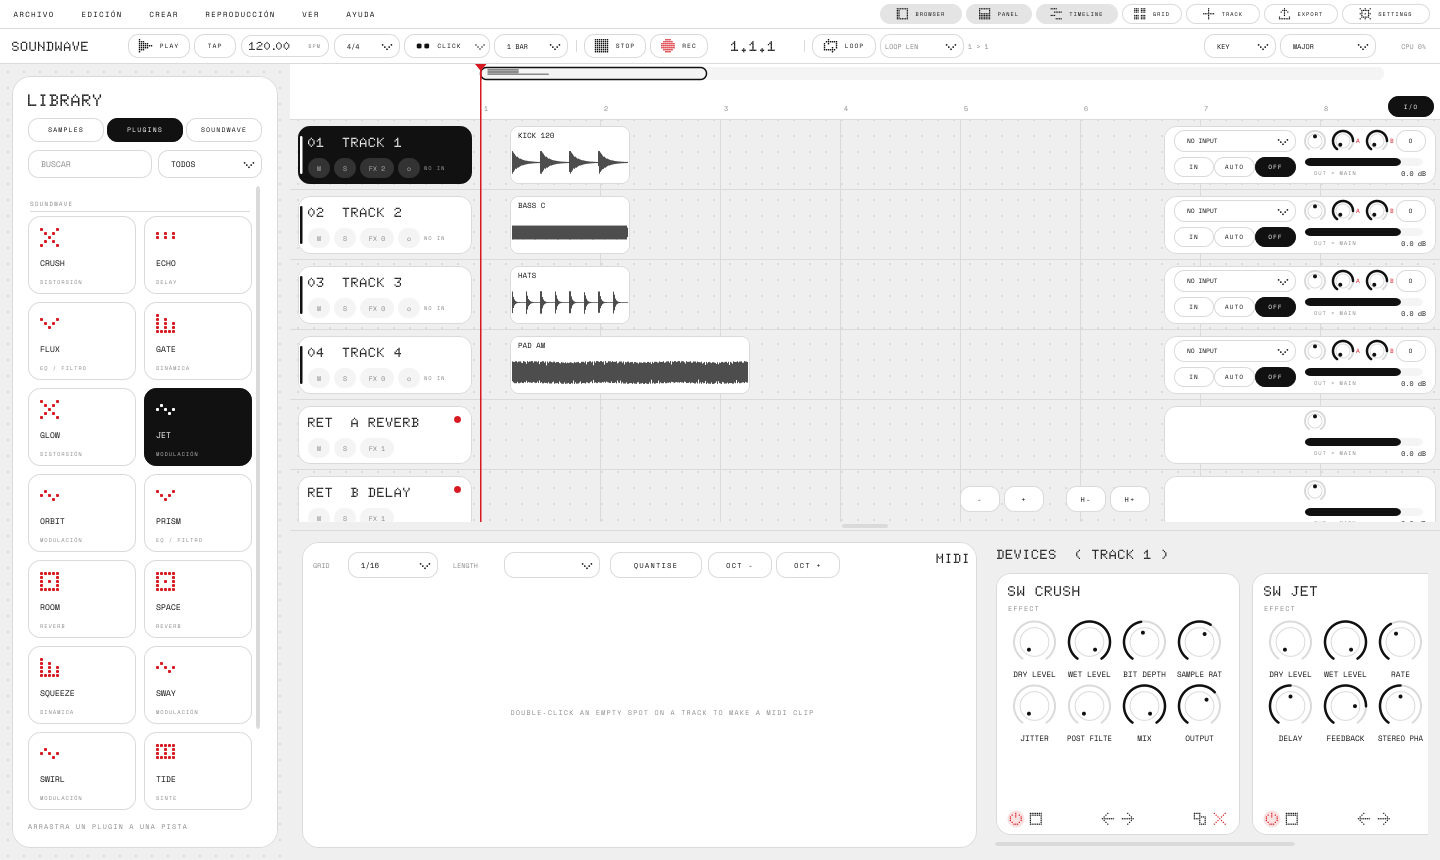 ARCHIVO EDICIÓN CREAR REPRODUCCIÓN VER AYUDA BROWSER PANEL TIMELINE GRID TRACK EXPORT SETTINGS
SOUNDWAVE PLAY TAP 120.00 BPM 4/4 CLICK 1 BAR STOP REC 1.1.1 LOOP LOOP LEN 1 > 1 KEY MAJOR CPU 0%
LIBRARY
SAMPLES PLUGINS SOUNDWAVE
BUSCAR TODOS
SOUNDWAVE
CRUSH ECHO
DISTORSIÓN DELAY
FLUX GATE
EQ / FILTRO DINÁMICA
GLOW JET
DISTORSIÓN MODULACIÓN
ORBIT PRISM
MODULACIÓN EQ / FILTRO
ROOM SPACE
REVERB REVERB
SQUEEZE SWAY
DINÁMICA MODULACIÓN
SWIRL TIDE
MODULACIÓN SINTE
ARRASTRA UN PLUGIN A UNA PISTA
1 2 3 4 5 6 7 8 I/O
01 TRACK 1
M S FX 2 O NO IN
KICK 120
NO INPUT A B O
IN AUTO OFF OUT • MAIN 0.0 dB
02 TRACK 2
M S FX 0 O NO IN
BASS C
NO INPUT A B O
IN AUTO OFF OUT • MAIN 0.0 dB
03 TRACK 3
M S FX 0 O NO IN
HATS
NO INPUT A B O
IN AUTO OFF OUT • MAIN 0.0 dB
04 TRACK 4
M S FX 0 O NO IN
PAD AM
NO INPUT A B O
IN AUTO OFF OUT • MAIN 0.0 dB
RET A REVERB
M S FX 1
OUT • MAIN 0.0 dB
RET B DELAY
M S FX 1
- + H- H+
OUT • MAIN 0.0 dB
GRID 1/16 LENGTH QUANTISE OCT - OCT + MIDI
DOUBLE-CLICK AN EMPTY SPOT ON A TRACK TO MAKE A MIDI CLIP
DEVICES ( TRACK 1 )
SW CRUSH
EFFECT
DRY LEVEL WET LEVEL BIT DEPTH SAMPLE RAT
JITTER POST FILTE MIX OUTPUT
SW JET
EFFECT
DRY LEVEL WET LEVEL RATE
DELAY FEEDBACK STEREO PHA